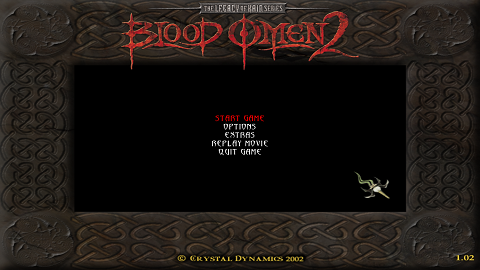 THE LEGACY OF KAIN SERIES
BLOOD OMEN 2
START GAME
OPTIONS
EXTRAS
REPLAY MOVIE
QUIT GAME
© CRYSTAL DYNAMICS 2002
1.02